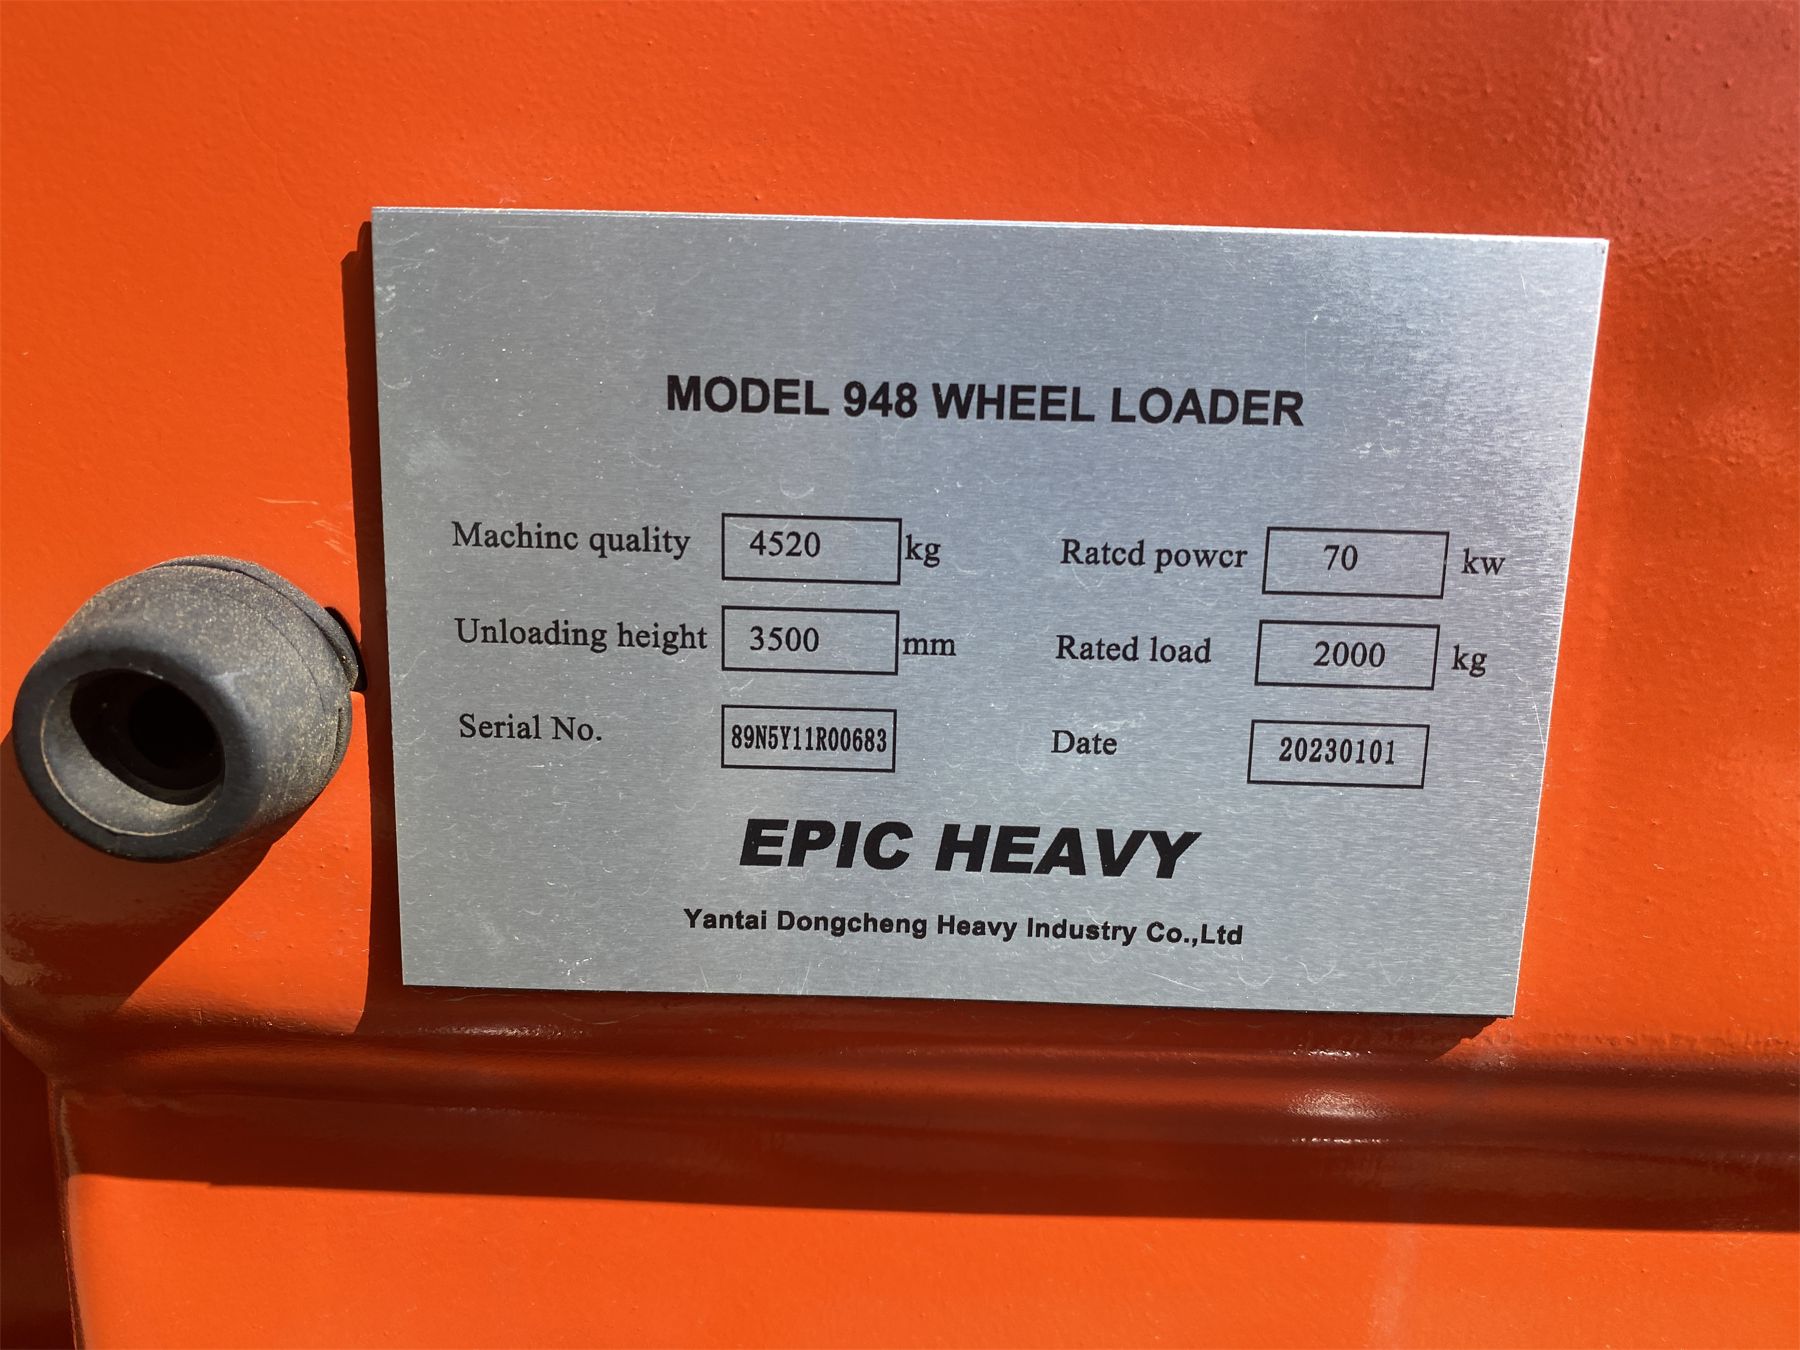 MODEL 948 WHEEL LOADER
Machinc quality 4520 kg Ratcd powcr 70 kw
Unloading height 3500 mm Rated load 2000 kg
Serial No. 89N5Y11R00683 Date 20230101
EPIC HEAVY
Yantai Dongcheng Heavy Industry Co.,Ltd